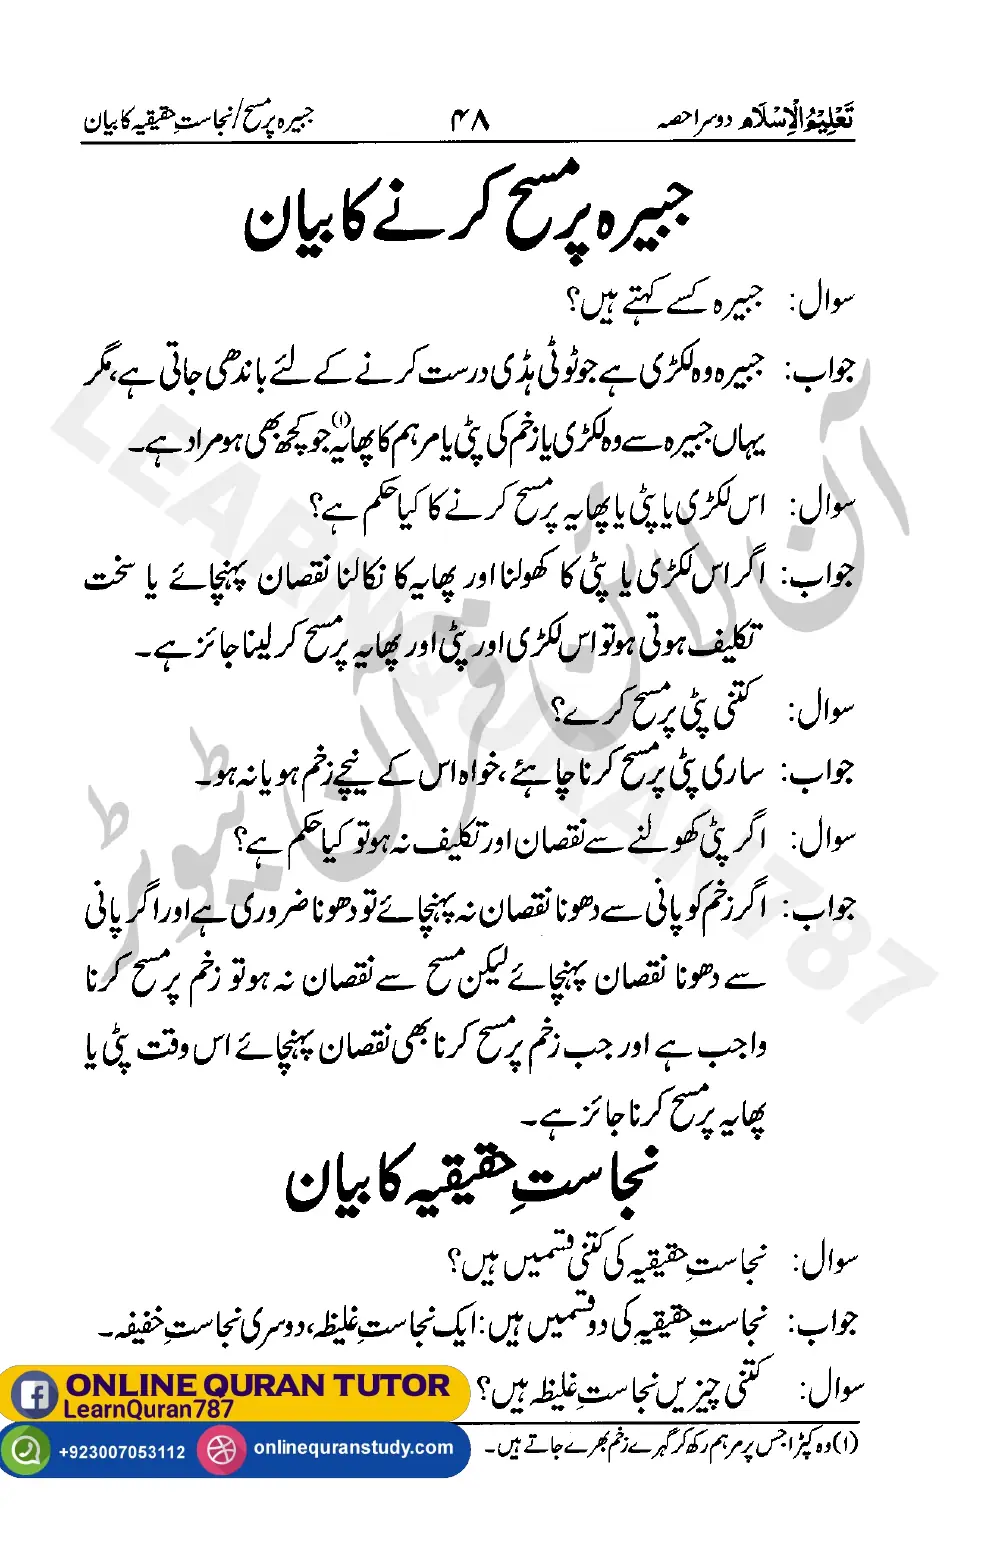 تَعْلِيْمُ الْاِسْلَام دوسرا حصہ ۴۸ جبیرہ پر مسح/نجاستِ حقیقیہ کا بیان
جبیرہ پر مسح کرنے کا بیان
سوال: جبیرہ کسے کہتے ہیں؟
جواب: جبیرہ وہ لکڑی ہے جو ٹوٹی ہڈی درست کرنے کے لئے باندھی جاتی ہے، مگر
یہاں جبیرہ سے وہ لکڑی یا زخم کی پٹی یا مرہم کا پھایہ(۱) جو کچھ بھی ہو مراد ہے۔
سوال: اس لکڑی یا پٹی یا پھایہ پر مسح کرنے کا کیا حکم ہے؟
جواب: اگر اس لکڑی یا پٹی کا کھولنا اور پھایہ کا نکالنا نقصان پہنچائے یا سخت
تکلیف ہوتی ہو تو اس لکڑی اور پٹی اور پھایہ پر مسح کر لینا جائز ہے۔
سوال: کتنی پٹی پر مسح کرے؟
جواب: ساری پٹی پر مسح کرنا چاہئے، خواہ اس کے نیچے زخم ہو یا نہ ہو۔
سوال: اگر پٹی کھولنے سے نقصان اور تکلیف نہ ہو تو کیا حکم ہے؟
جواب: اگر زخم کو پانی سے دھونا نقصان نہ پہنچائے تو دھونا ضروری ہے اور اگر پانی
سے دھونا نقصان پہنچائے لیکن مسح سے نقصان نہ ہو تو زخم پر مسح کرنا
واجب ہے اور جب زخم پر مسح کرنا بھی نقصان پہنچائے اس وقت پٹی یا
پھایہ پر مسح کرنا جائز ہے۔
نجاستِ حقیقیہ کا بیان
سوال: نجاستِ حقیقیہ کی کتنی قسمیں ہیں؟
جواب: نجاستِ حقیقیہ کی دو قسمیں ہیں: ایک نجاستِ غلیظہ، دوسری نجاستِ خفیفہ۔
سوال: کتنی چیزیں نجاستِ غلیظہ ہیں؟
(۱) وہ کپڑا جس پر مرہم رکھ کر گہرے زخم بھرے جاتے ہیں۔
ONLINE QURAN TUTOR
LearnQuran787
+923007053112 onlinequranstudy.com
LEARNQURAN787
آن لائن قرآن ٹیوٹر